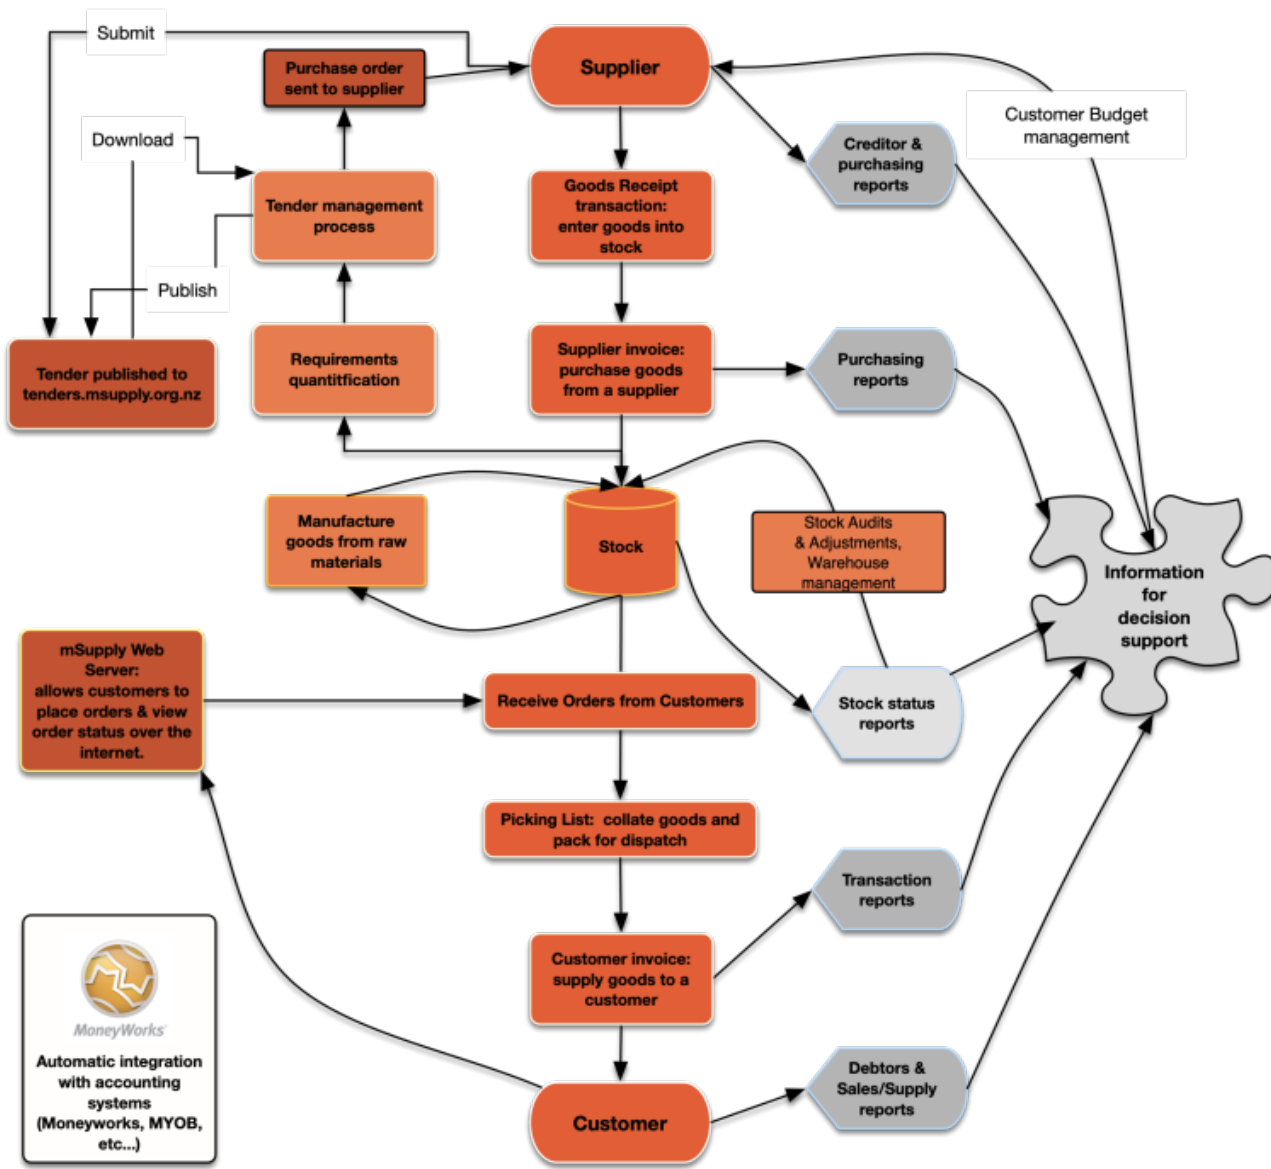 Submit
Purchase order
sent to supplier
Supplier
Customer Budget
management
Download
Creditor &
purchasing
reports
Tender management
process
Goods Receipt
transaction:
enter goods into
stock
Publish
Tender published to
tenders.msupply.org.nz
Requirements
quantitfication
Supplier invoice:
purchase goods
from a supplier
Purchasing
reports
Manufacture
goods from raw
materials
Stock
Stock Audits
& Adjustments,
Warehouse
management
Information
for
decision
support
mSupply Web
Server:
allows customers to
place orders & view
order status over the
internet.
Receive Orders from Customers
Stock status
reports
Picking List:  collate goods and
pack for dispatch
Transaction
reports
Customer invoice:
supply goods to a
customer
MoneyWorks
Automatic integration
with accounting
systems
(Moneyworks, MYOB,
etc...)
Customer
Debtors &
Sales/Supply
reports